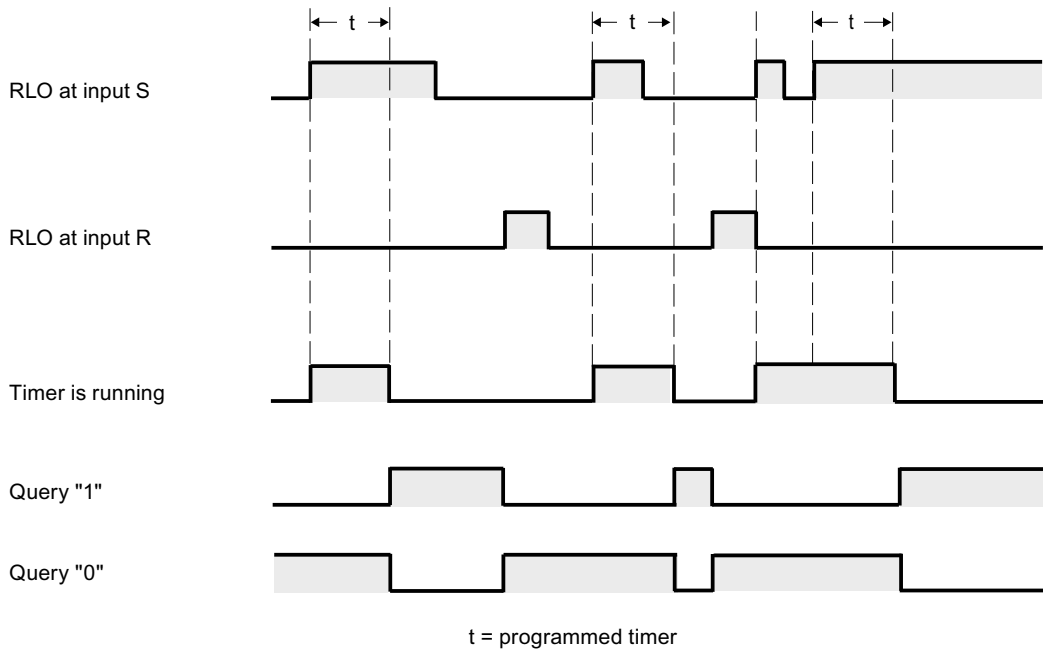 t
t
t
RLO at input S
RLO at input R
Timer is running
Query "1"
Query "0"
t = programmed timer